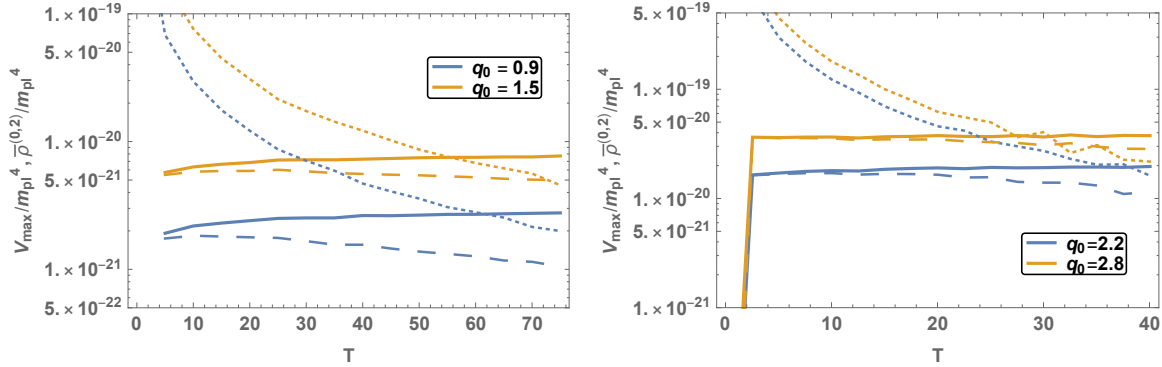 1.×10⁻¹⁹
5.×10⁻²⁰
1.×10⁻²⁰
5.×10⁻²¹
1.×10⁻²¹
5.×10⁻²²
V_max/m_pl⁴, ρ̅^(0,2)/m_pl⁴
q₀ = 0.9
q₀ = 1.5
0 10 20 30 40 50 60 70
T
5.×10⁻¹⁹
1.×10⁻¹⁹
5.×10⁻²⁰
1.×10⁻²⁰
5.×10⁻²¹
1.×10⁻²¹
V_max/m_pl⁴, ρ̅^(0,2)/m_pl⁴
q₀=2.2
q₀=2.8
0 10 20 30 40
T